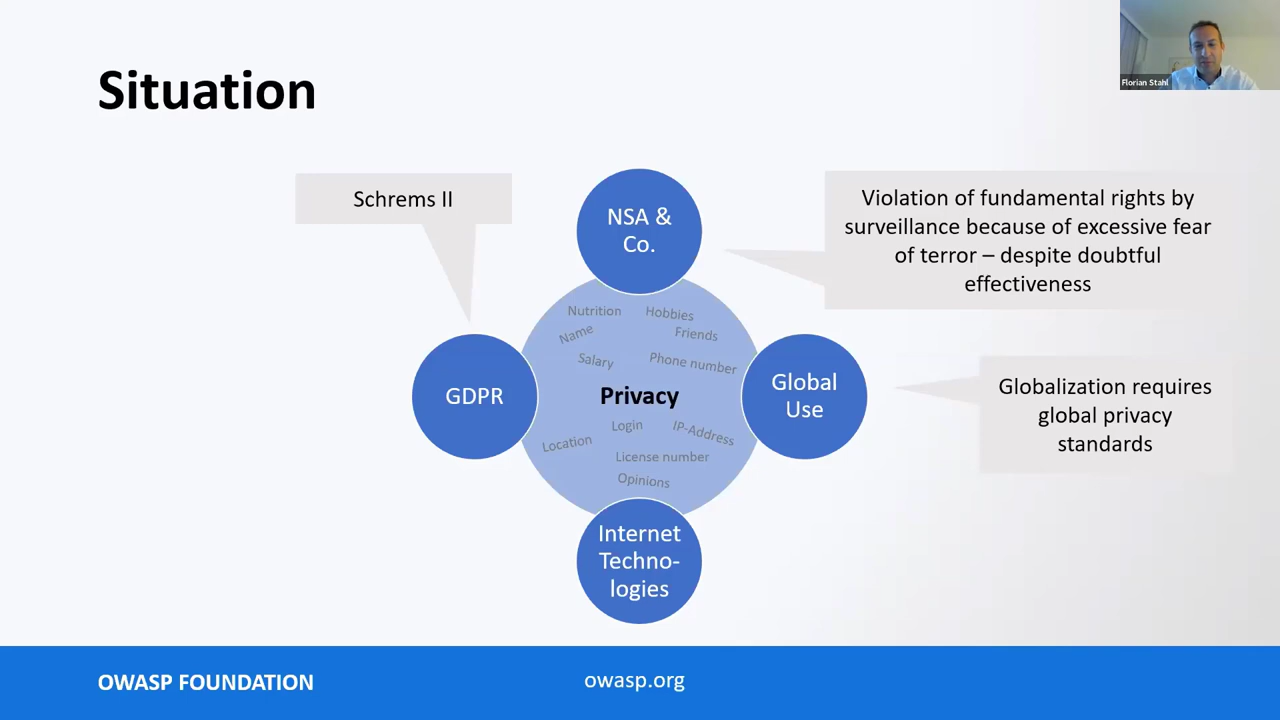 Situation
Florian Stahl
Schrems II
NSA &
Co.
Violation of fundamental rights by
surveillance because of excessive fear
of terror – despite doubtful
effectiveness
Nutrition
Hobbies
Name
Friends
Salary
Phone number
GDPR
Privacy
Global
Use
Globalization requires
global privacy
standards
Login
IP-Address
Location
License number
Opinions
Internet
Techno-
logies
OWASP FOUNDATION
owasp.org